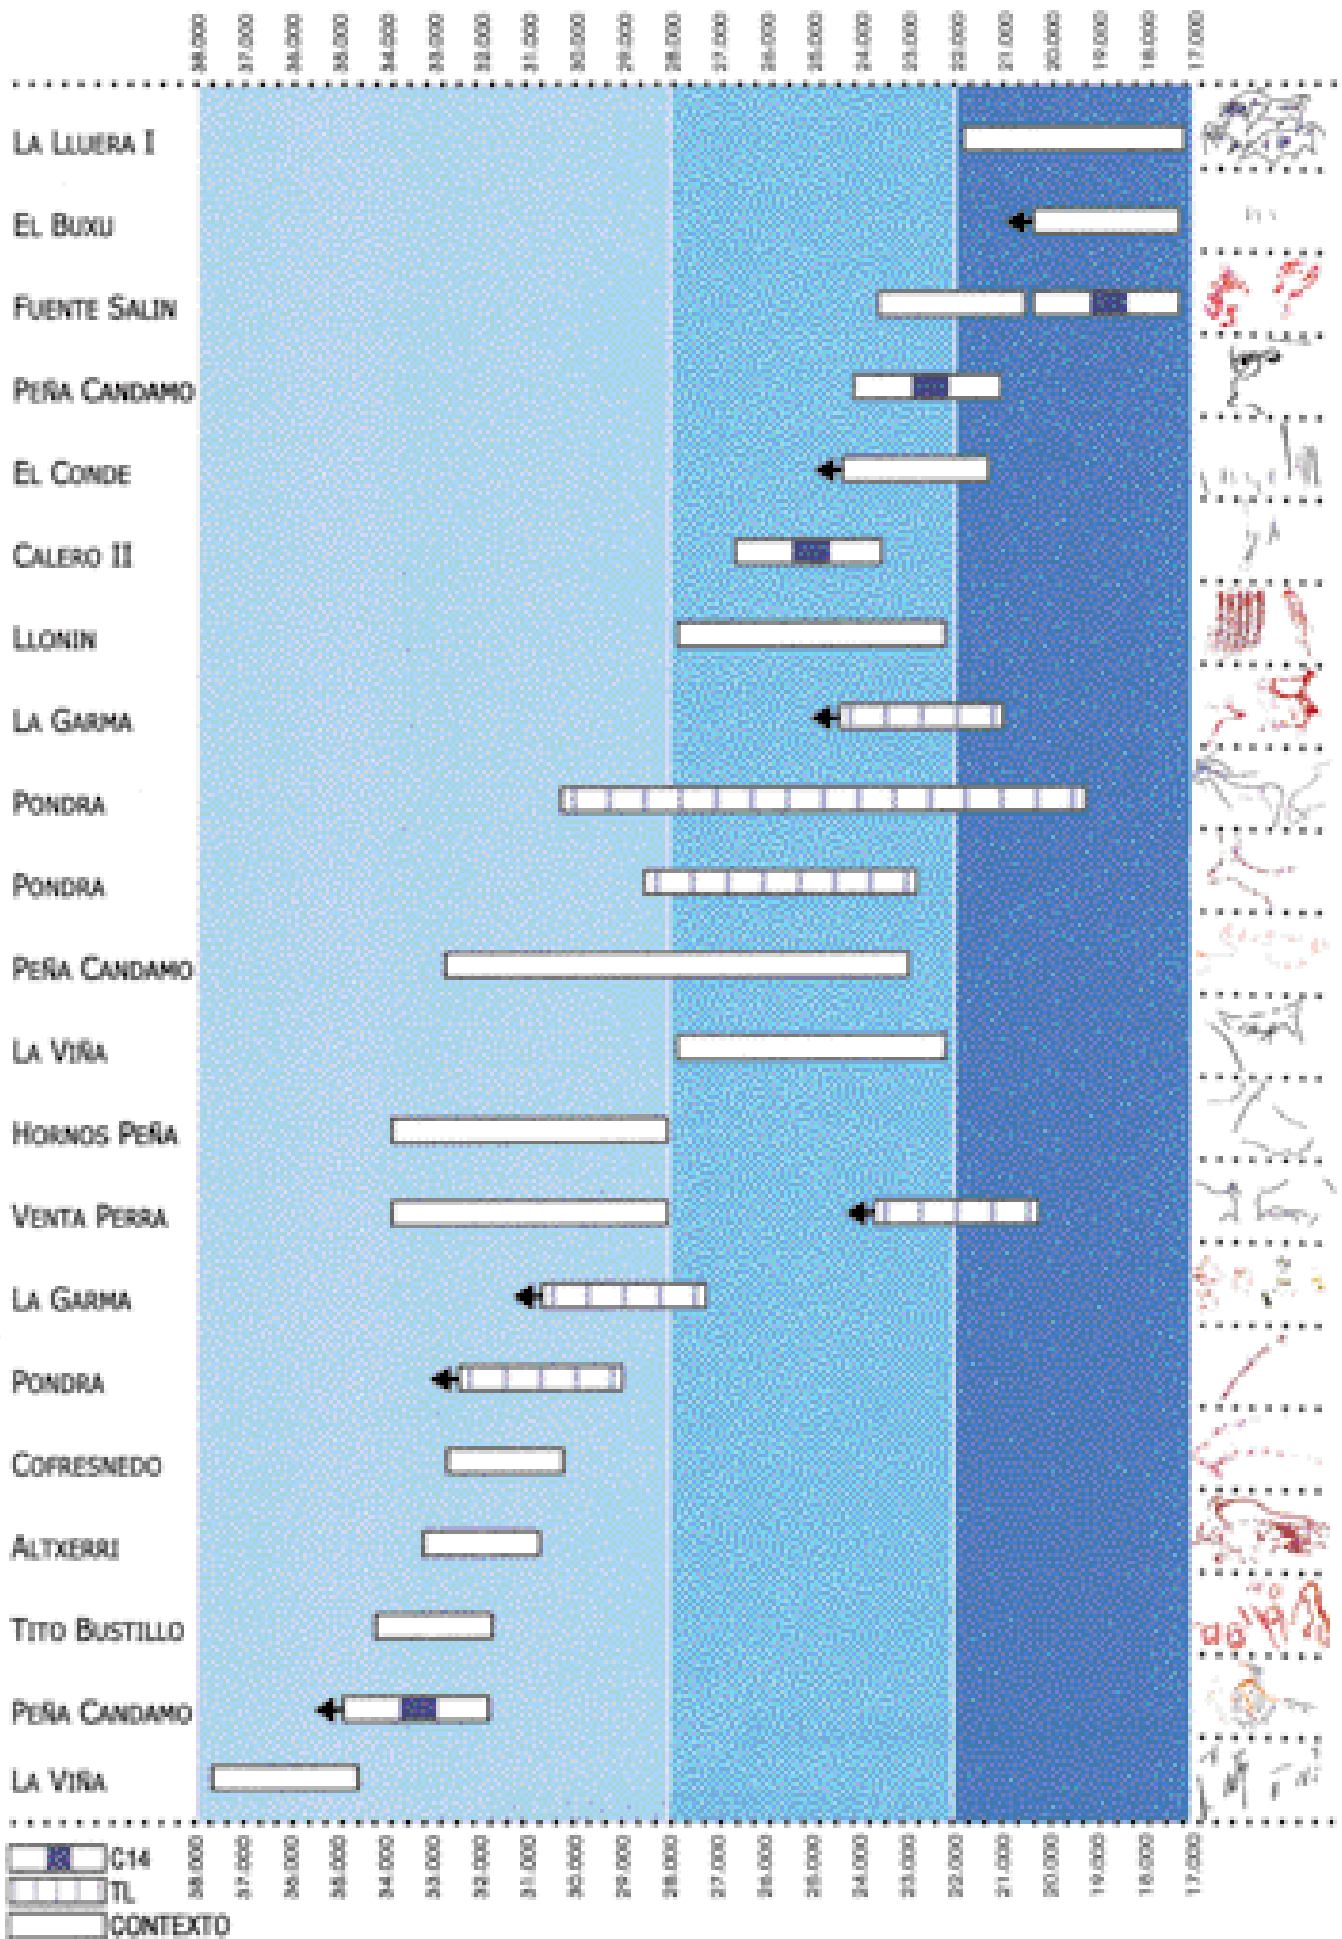 38.000 37.000 36.000 35.000 34.000 33.000 32.000 31.000 30.000 29.000 28.000 27.000 26.000 25.000 24.000 23.000 22.000 21.000 20.000 19.000 18.000 17.000
LA LLUERA I
EL BUXU
FUENTE SALIN
PEÑA CANDAMO
EL CONDE
CALERO II
LLONIN
LA GARMA
PONDRA
PONDRA
PEÑA CANDAMO
LA VIÑA
HORNOS PEÑA
VENTA PERRA
LA GARMA
PONDRA
COFRESNEDO
ALTXERRI
TITO BUSTILLO
PEÑA CANDAMO
LA VIÑA
38.000 37.000 36.000 35.000 34.000 33.000 32.000 31.000 30.000 29.000 28.000 27.000 26.000 25.000 24.000 23.000 22.000 21.000 20.000 19.000 18.000 17.000
C14
TL
CONTEXTO